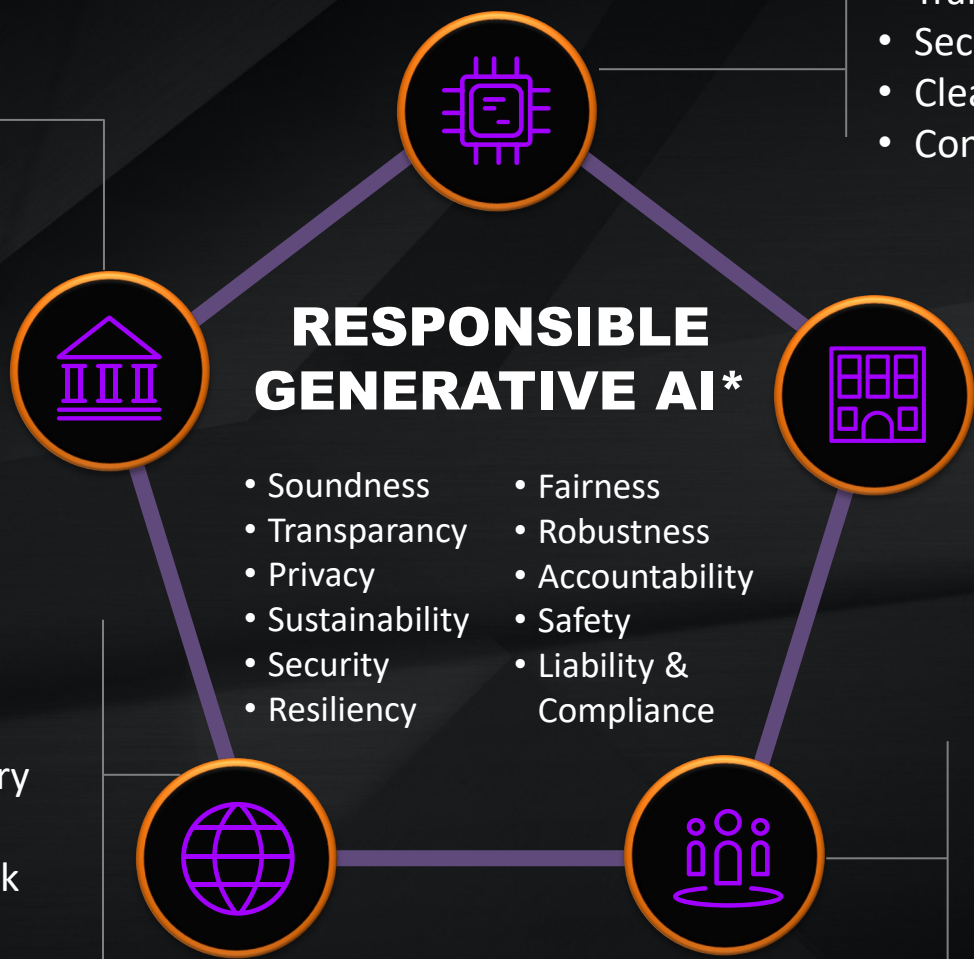 RESPONSIBLE
GENERATIVE AI*
• Soundness
• Transparancy
• Privacy
• Sustainability
• Security
• Resiliency
• Fairness
• Robustness
• Accountability
• Safety
• Liability &
Compliance